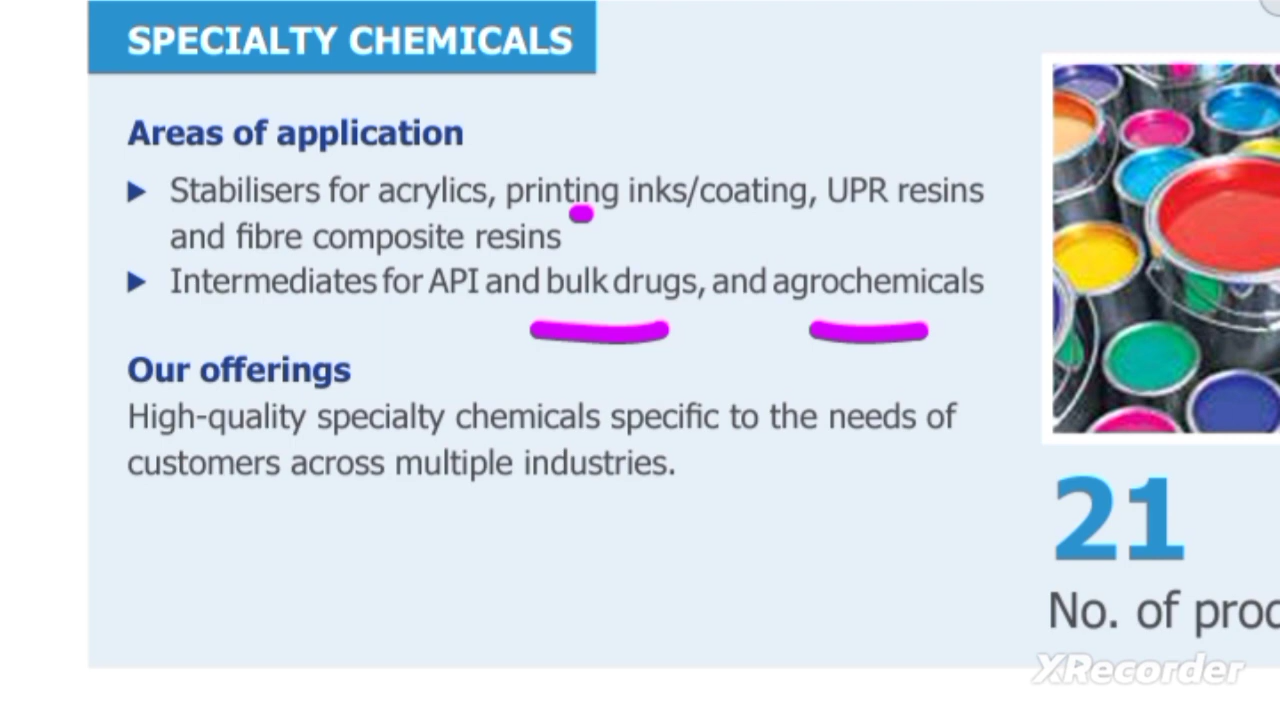 SPECIALTY CHEMICALS
Areas of application
Stabilisers for acrylics, printing inks/coating, UPR resins
and fibre composite resins
Intermediates for API and bulk drugs, and agrochemicals
Our offerings
High-quality specialty chemicals specific to the needs of
customers across multiple industries.
21
No. of
XRecorder